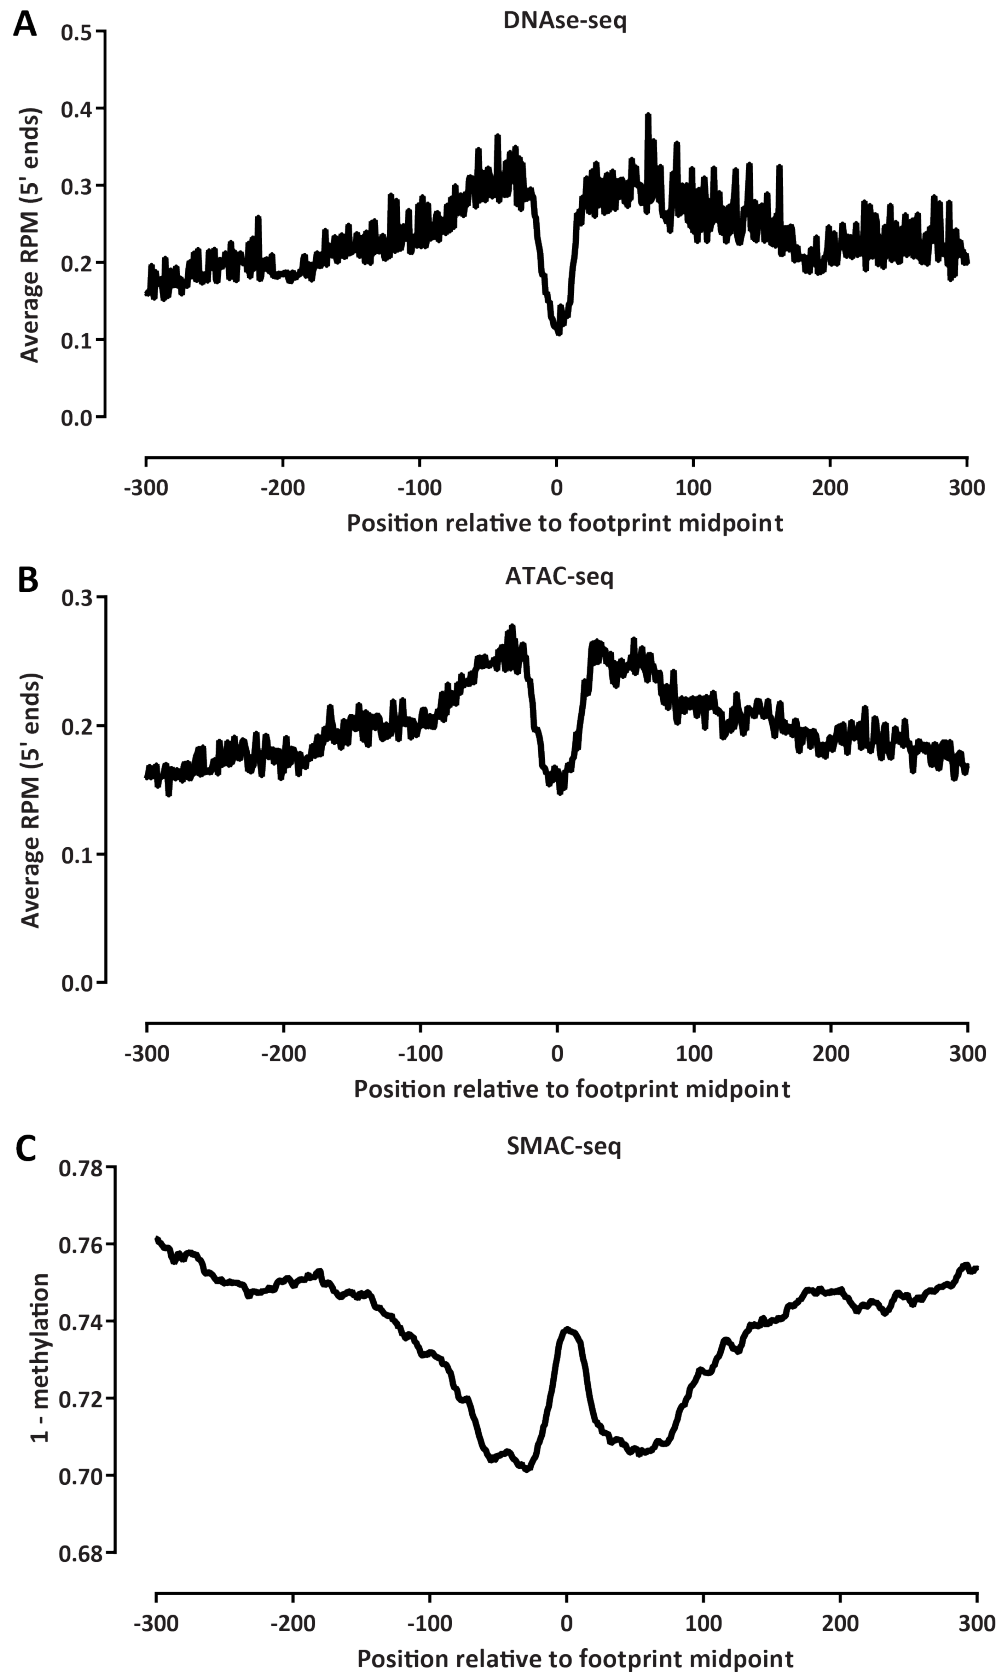 A
DNAse-seq
Average RPM (5' ends)
0.5
0.4
0.3
0.2
0.1
0.0
-300 -200 -100 0 100 200 300
Position relative to footprint midpoint
B
ATAC-seq
Average RPM (5' ends)
0.3
0.2
0.1
0.0
-300 -200 -100 0 100 200 300
Position relative to footprint midpoint
C
SMAC-seq
1 - methylation
0.78
0.76
0.74
0.72
0.70
0.68
-300 -200 -100 0 100 200 300
Position relative to footprint midpoint